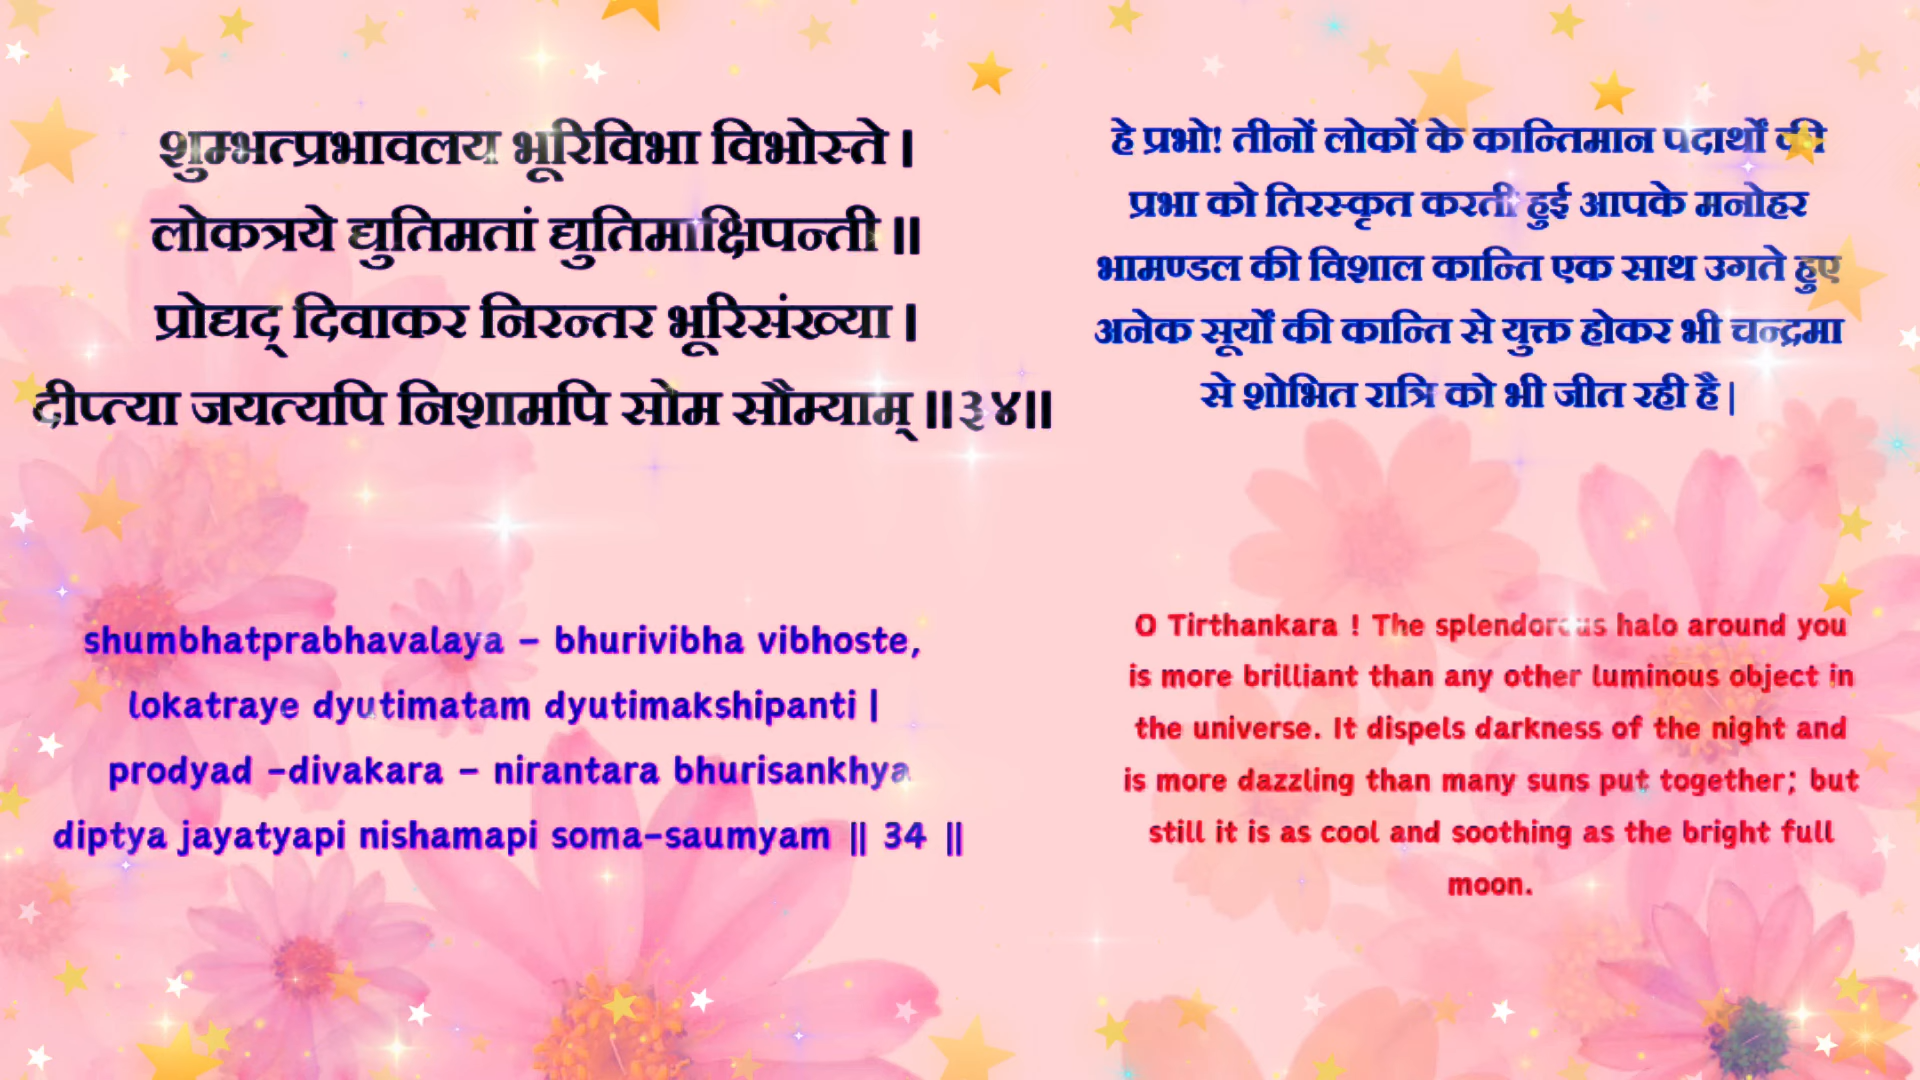 शुम्भत्प्रभावलय भूरिविभा विभोस्ते ।
लोकत्रये द्युतिमतां द्युतिमाक्षिपन्ती ॥
प्रोद्यद् दिवाकर निरन्तर भूरिसंख्या ।
दीप्त्या जयत्यपि निशामपि सोम सौम्याम् ॥३४॥
हे प्रभो! तीनों लोकों के कान्तिमान पदार्थों की
प्रभा को तिरस्कृत करती हुई आपके मनोहर
भामण्डल की विशाल कान्ति एक साथ उगते हुए
अनेक सूर्यों की कान्ति से युक्त होकर भी चन्द्रमा
से शोभित रात्रि को भी जीत रही है |
shumbhatprabhavalaya – bhurivibha vibhoste,
lokatraye dyutimatam dyutimakshipanti |
prodyad -divakara – nirantara bhurisankhya
diptya jayatyapi nishamapi soma-saumyam || 34 ||
O Tirthankara ! The splendorous halo around you
is more brilliant than any other luminous object in
the universe. It dispels darkness of the night and
is more dazzling than many suns put together; but
still it is as cool and soothing as the bright full
moon.